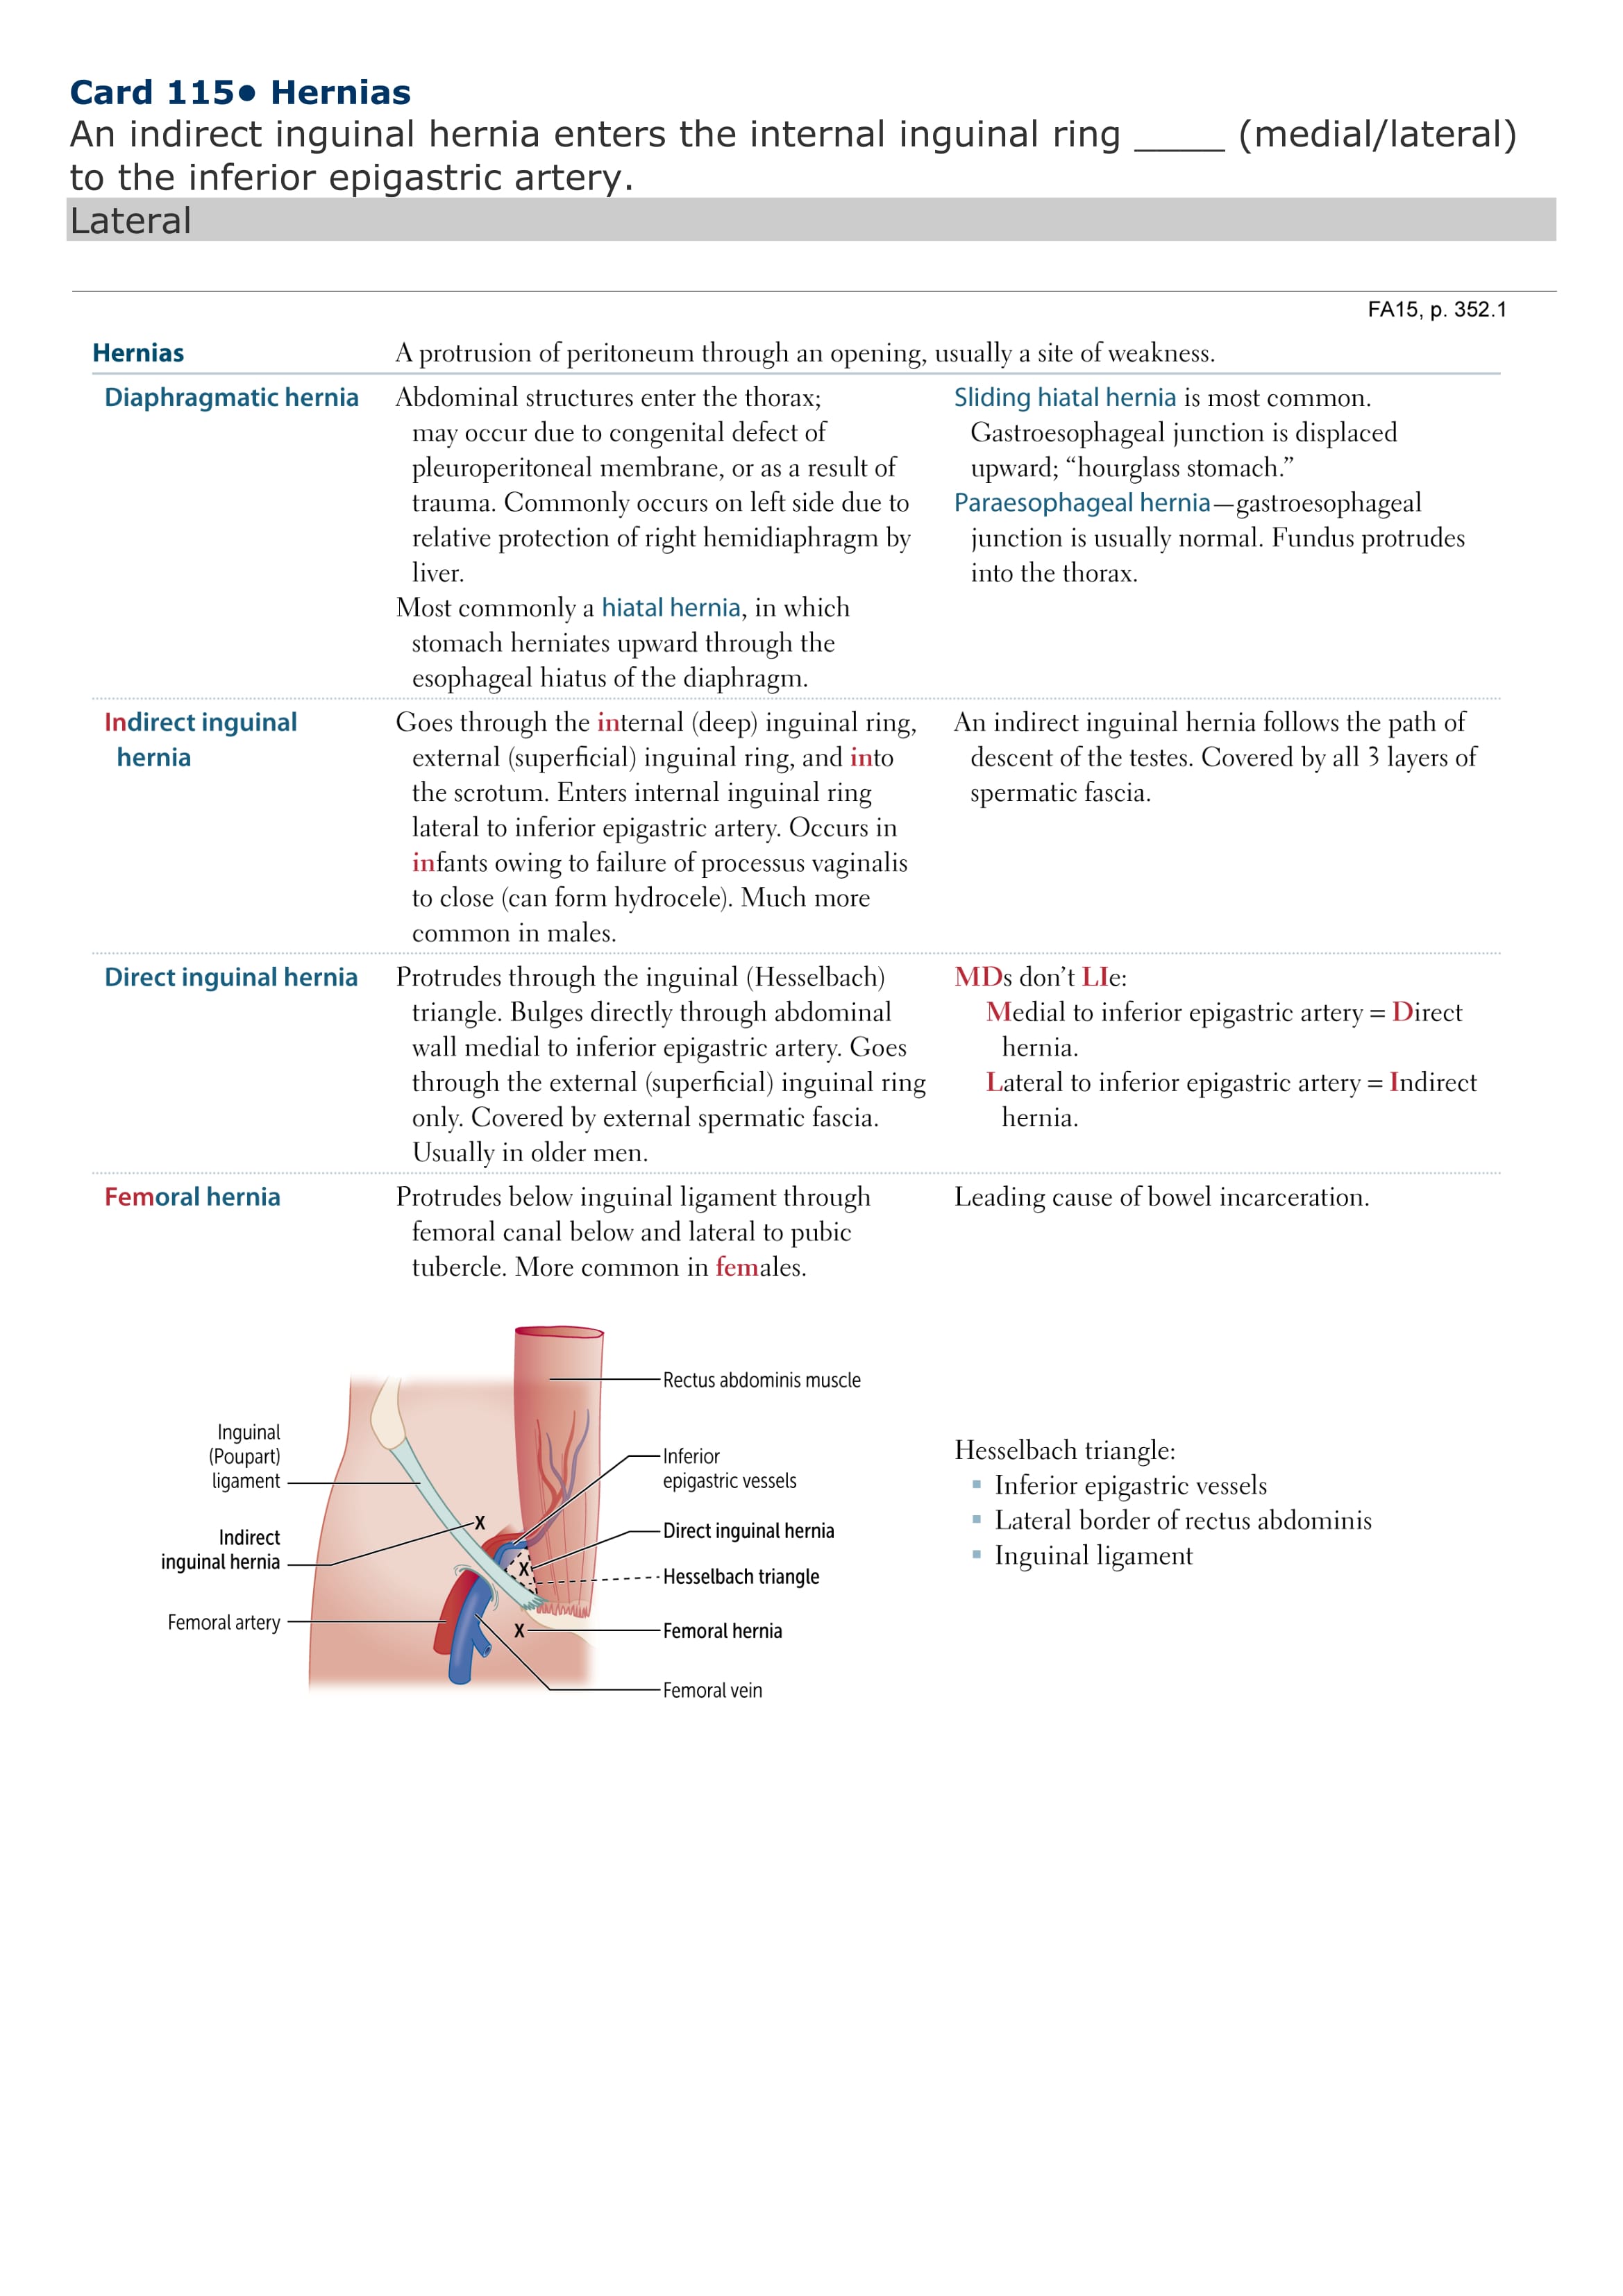 Card 115• Hernias
An indirect inguinal hernia enters the internal inguinal ring _____ (medial/lateral)
to the inferior epigastric artery.
Lateral
FA15, p. 352.1
Hernias
A protrusion of peritoneum through an opening, usually a site of weakness.
Diaphragmatic hernia
Abdominal structures enter the thorax;
may occur due to congenital defect of
pleuroperitoneal membrane, or as a result of
trauma. Commonly occurs on left side due to
relative protection of right hemidiaphragm by
liver.
Most commonly a hiatal hernia, in which
stomach herniates upward through the
esophageal hiatus of the diaphragm.
Sliding hiatal hernia is most common.
Gastroesophageal junction is displaced
upward; “hourglass stomach.”
Paraesophageal hernia—gastroesophageal
junction is usually normal. Fundus protrudes
into the thorax.
Indirect inguinal
hernia
Goes through the internal (deep) inguinal ring,
external (superficial) inguinal ring, and into
the scrotum. Enters internal inguinal ring
lateral to inferior epigastric artery. Occurs in
infants owing to failure of processus vaginalis
to close (can form hydrocele). Much more
common in males.
An indirect inguinal hernia follows the path of
descent of the testes. Covered by all 3 layers of
spermatic fascia.
Direct inguinal hernia
Protrudes through the inguinal (Hesselbach)
triangle. Bulges directly through abdominal
wall medial to inferior epigastric artery. Goes
through the external (superficial) inguinal ring
only. Covered by external spermatic fascia.
Usually in older men.
MDs don’t LIe:
Medial to inferior epigastric artery = Direct
hernia.
Lateral to inferior epigastric artery = Indirect
hernia.
Femoral hernia
Protrudes below inguinal ligament through
femoral canal below and lateral to pubic
tubercle. More common in females.
Leading cause of bowel incarceration.
Inguinal
(Poupart)
ligament
Indirect
inguinal hernia
Femoral artery
X
X
X
Rectus abdominis muscle
Inferior
epigastric vessels
Direct inguinal hernia
Hesselbach triangle
Femoral hernia
Femoral vein
Hesselbach triangle:
▪ Inferior epigastric vessels
▪ Lateral border of rectus abdominis
▪ Inguinal ligament